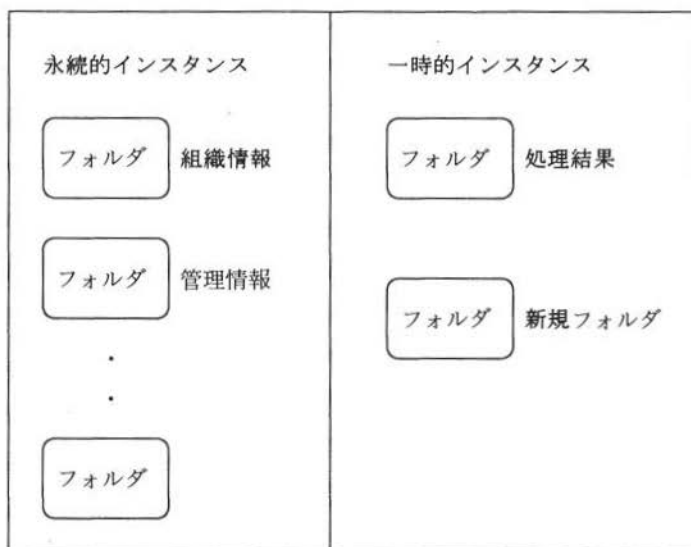 永続的インスタンス
フォルダ 組織情報
フォルダ 管理情報
・
・
フォルダ
一時的インスタンス
フォルダ 処理結果
フォルダ 新規フォルダ